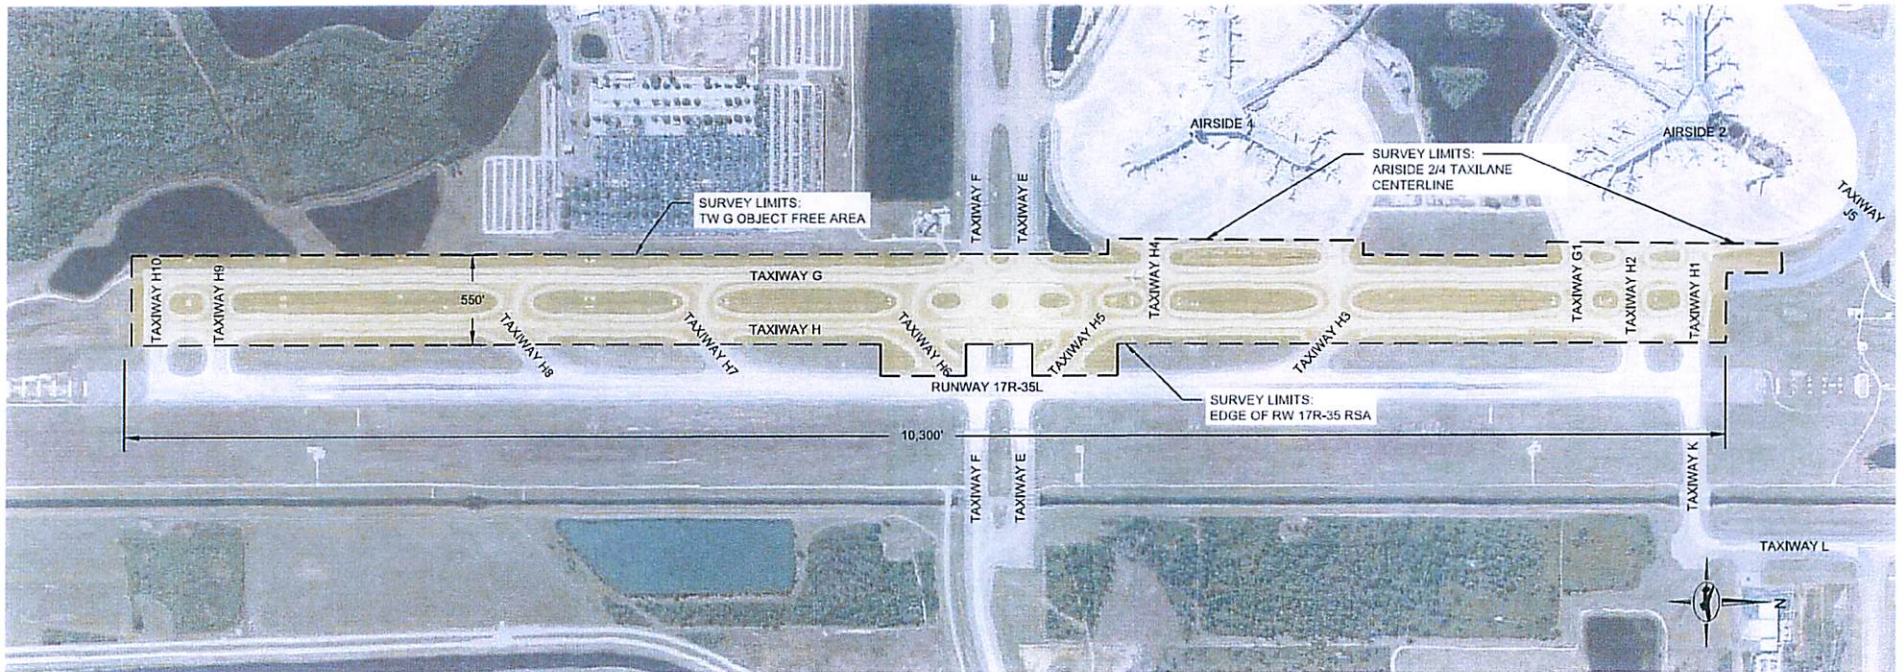 AIRSIDE 4
AIRSIDE 2
SURVEY LIMITS:
ARISIDE 2/4 TAXILANE
CENTERLINE
TAXIWAY
J5
SURVEY LIMITS:
TW G OBJECT FREE AREA
TAXIWAY F
TAXIWAY E
TAXIWAY H10
TAXIWAY H9
550'
TAXIWAY G
TAXIWAY H
TAXIWAY H8
TAXIWAY H7
TAXIWAY H6
TAXIWAY H5
TAXIWAY H4
TAXIWAY H3
TAXIWAY G1
TAXIWAY H2
TAXIWAY H1
RUNWAY 17R-35L
SURVEY LIMITS:
EDGE OF RW 17R-35 RSA
10,300'
TAXIWAY F
TAXIWAY E
TAXIWAY K
TAXIWAY L
N